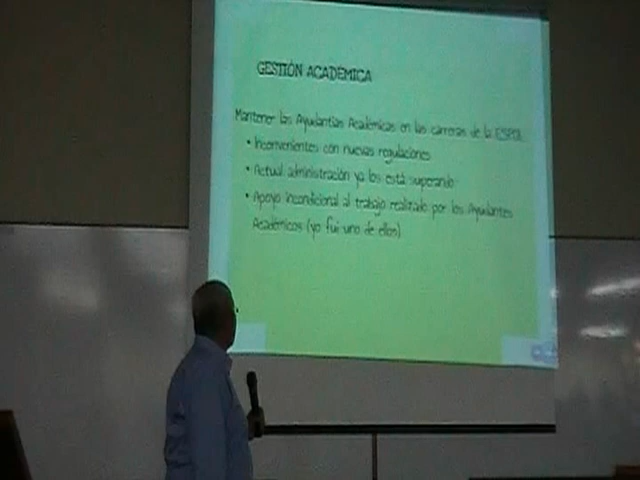 GESTIÓN ACADÉMICA
Mantener las Ayudantías Académicas en las carreras de la ESPOL
• Inconvenientes con nuevas regulaciones
• Actual administración ya los está superando
• Apoyo incondicional al trabajo realizado por los Ayudantes
Académicos (yo fui uno de ellos)